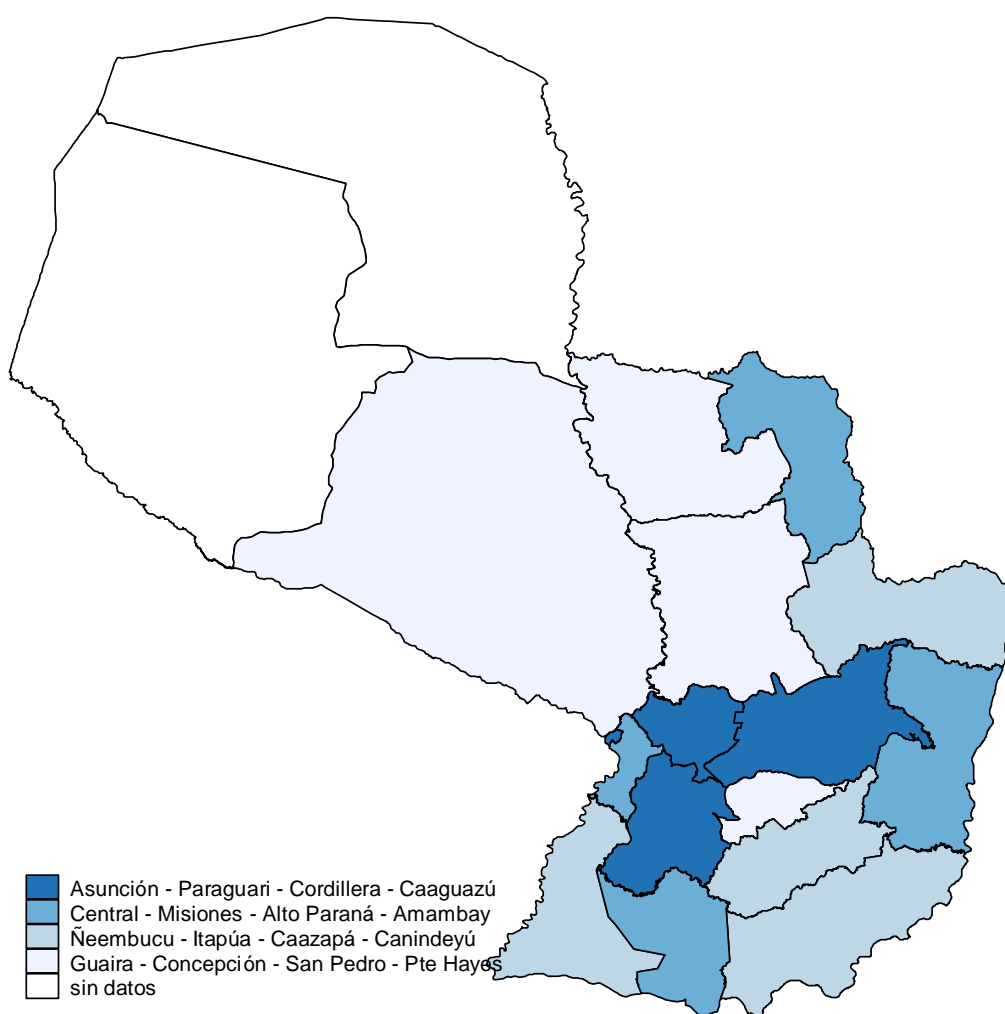 Asunción - Paraguari - Cordillera - Caaguazú
Central - Misiones - Alto Paraná - Amambay
Ñeembucu - Itapúa - Caazapá - Canindeyú
Guaira - Concepción - San Pedro - Pte Hayes
sin datos